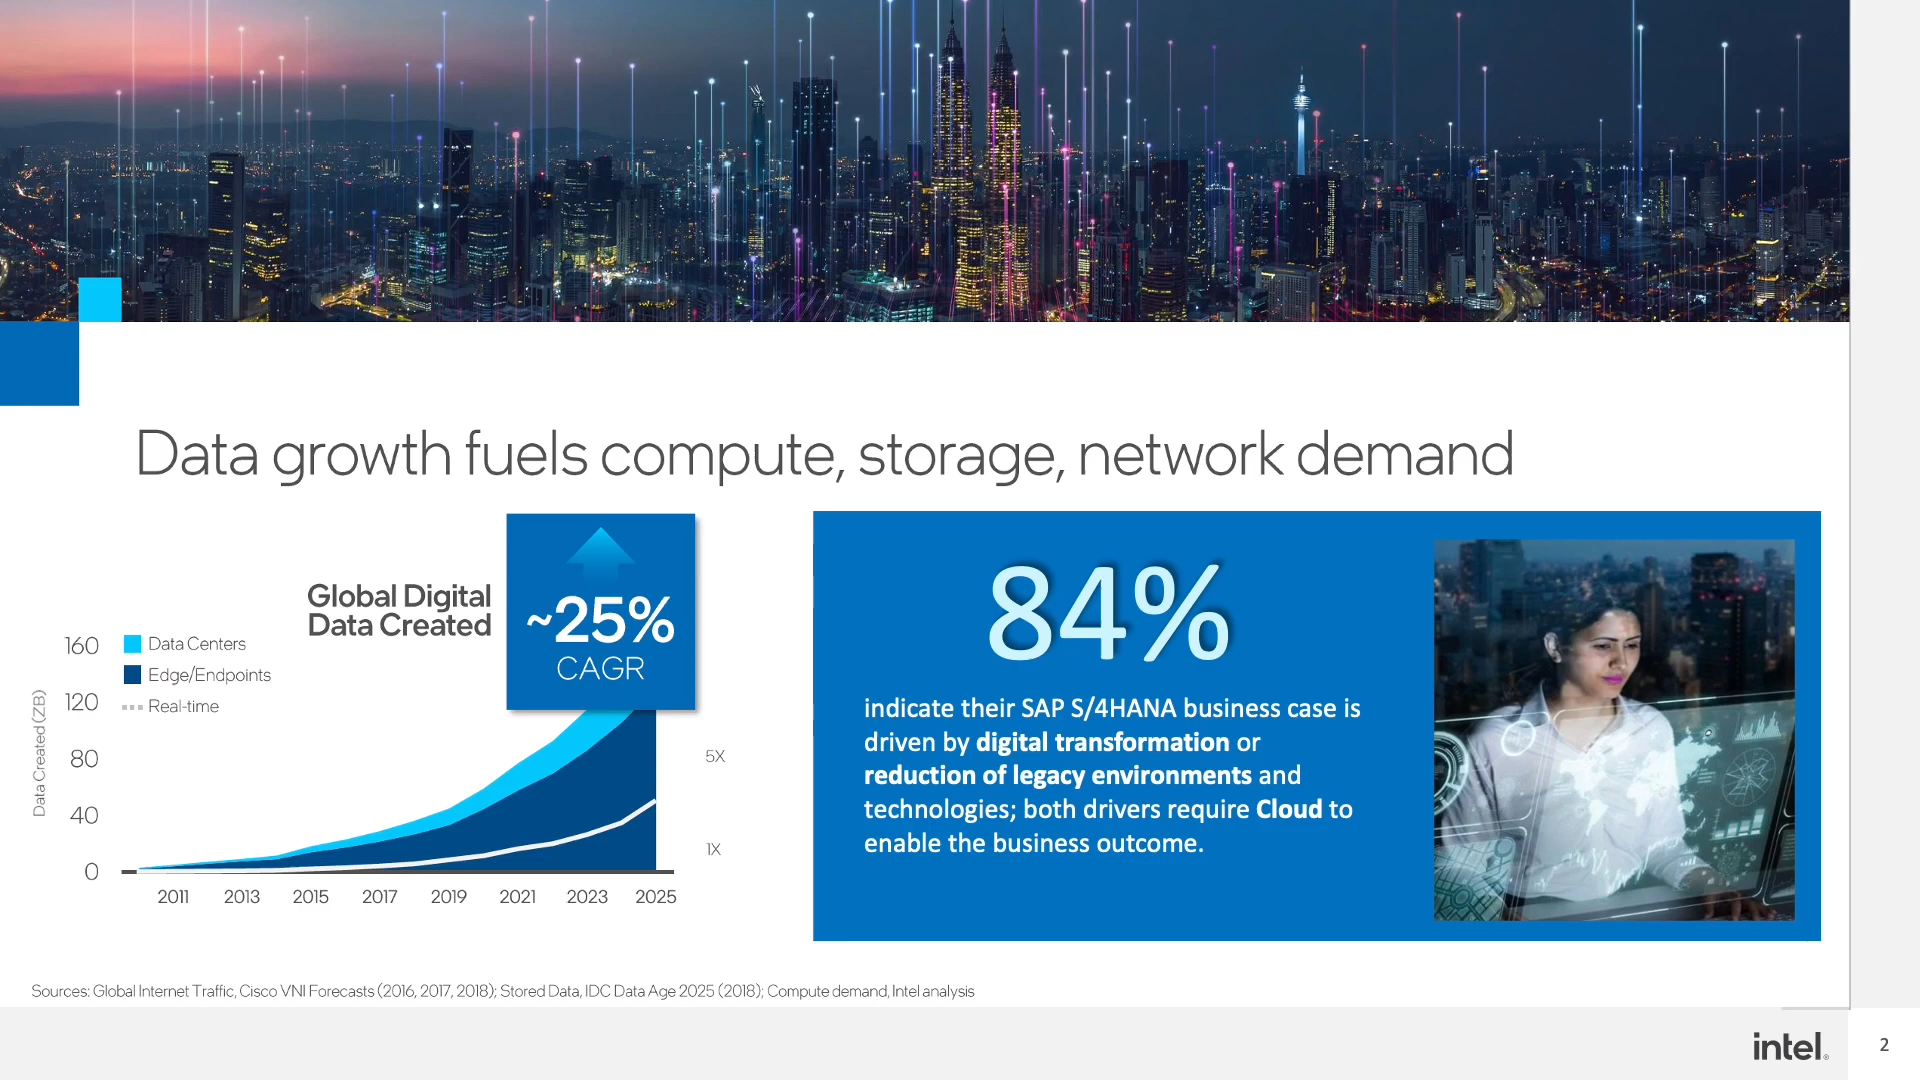 Data growth fuels compute, storage, network demand
Global Digital
Data Created
~25%
CAGR
Data Created (ZB)
160
120
80
40
0
Data Centers
Edge/Endpoints
Real-time
5X
1X
2011 2013 2015 2017 2019 2021 2023 2025
84%
indicate their SAP S/4HANA business case is
driven by digital transformation or
reduction of legacy environments and
technologies; both drivers require Cloud to
enable the business outcome.
Sources: Global Internet Traffic, Cisco VNI Forecasts (2016, 2017, 2018); Stored Data, IDC Data Age 2025 (2018); Compute demand, Intel analysis
intel.
2